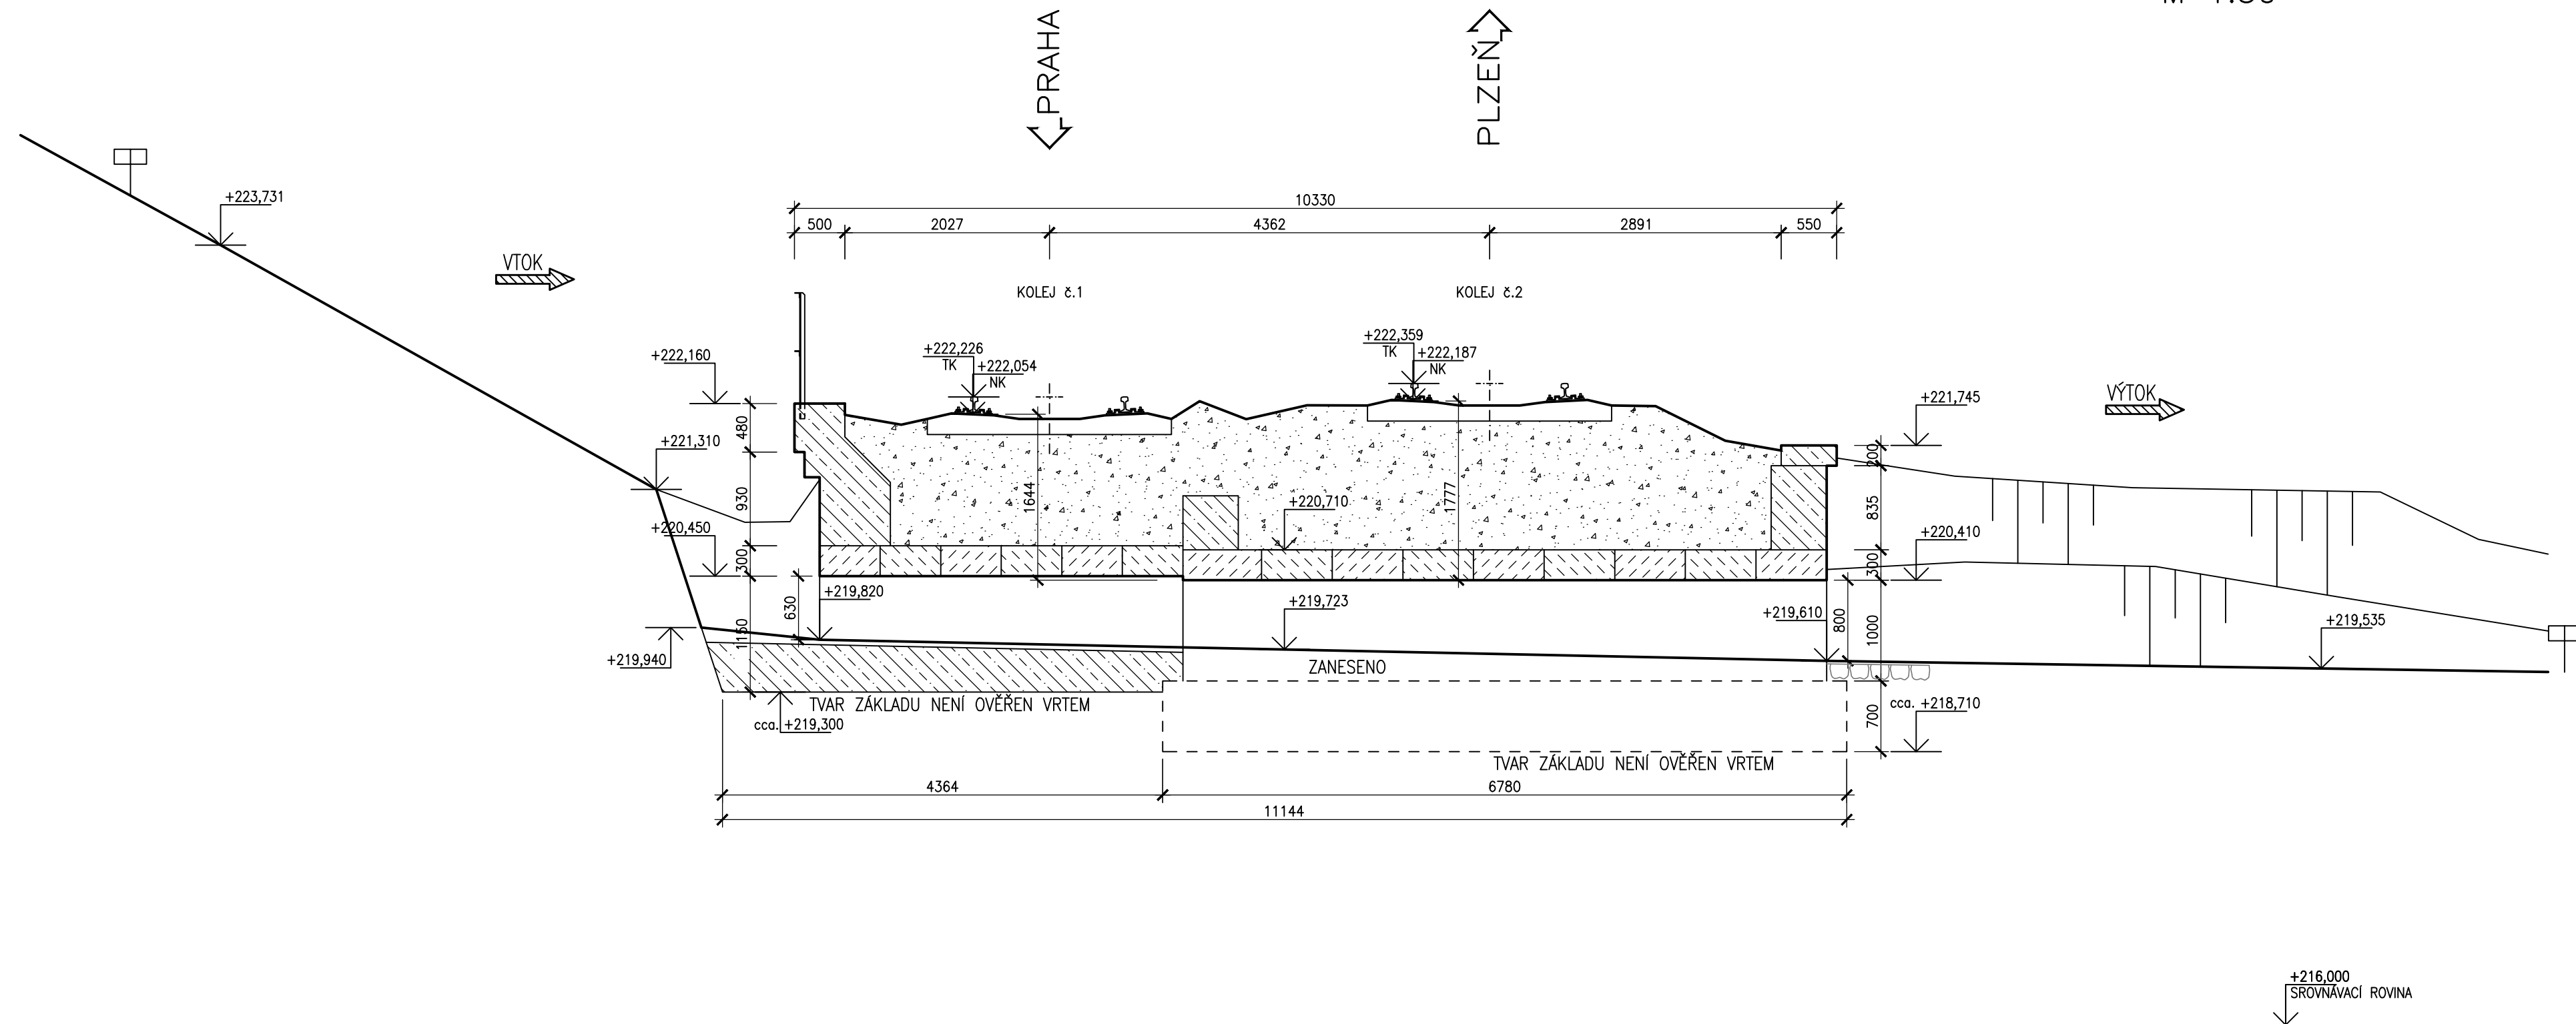 PRAHA
PLZEŇ
+223,731
10330
500
2027
4362
2891
550
VTOK
KOLEJ č.1
KOLEJ č.2
+222,226
TK
+222,054
NK
+222,359
TK
+222,187
NK
+222,160
+221,745
VÝTOK
480
200
+221,310
930
1644
1777
835
+220,710
+220,450
+220,410
300
300
630
+219,820
+219,723
+219,610
800
1000
+219,535
1150
+219,940
ZANESENO
TVAR ZÁKLADU NENÍ OVĚŘEN VRTEM
cca. +219,300
700
cca. +218,710
TVAR ZÁKLADU NENÍ OVĚŘEN VRTEM
4364
6780
11144
+216,000
SROVNÁVACÍ ROVINA